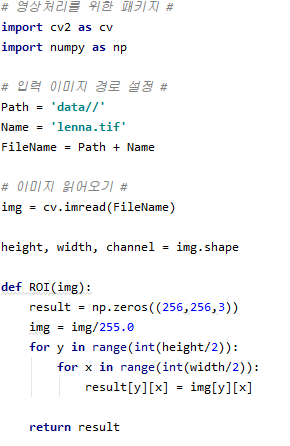 # 영상처리를 위한 패키지 #
import cv2 as cv
import numpy as np

# 입력 이미지 경로 설정 #
Path = 'data//'
Name = 'lenna.tif'
FileName = Path + Name

# 이미지 읽어오기 #
img = cv.imread(FileName)

height, width, channel = img.shape

def ROI(img):
    result = np.zeros((256,256,3))
    img = img/255.0
    for y in range(int(height/2)):
        for x in range(int(width/2)):
            result[y][x] = img[y][x]

    return result